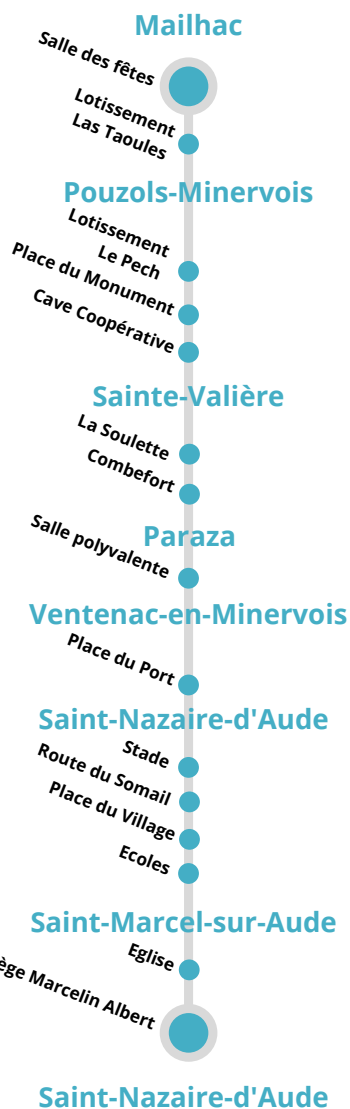 Mailhac
Salle des fêtes
Lotissement
Las Taoules
Pouzols-Minervois
Lotissement
Le Pech
Place du Monument
Cave Coopérative
Sainte-Valière
La Soulette
Combefort
Paraza
Salle polyvalente
Ventenac-en-Minervois
Place du Port
Saint-Nazaire-d'Aude
Stade
Route du Somail
Place du Village
Ecoles
Saint-Marcel-sur-Aude
Eglise
Marcelin Albert
Saint-Nazaire-d'Aude